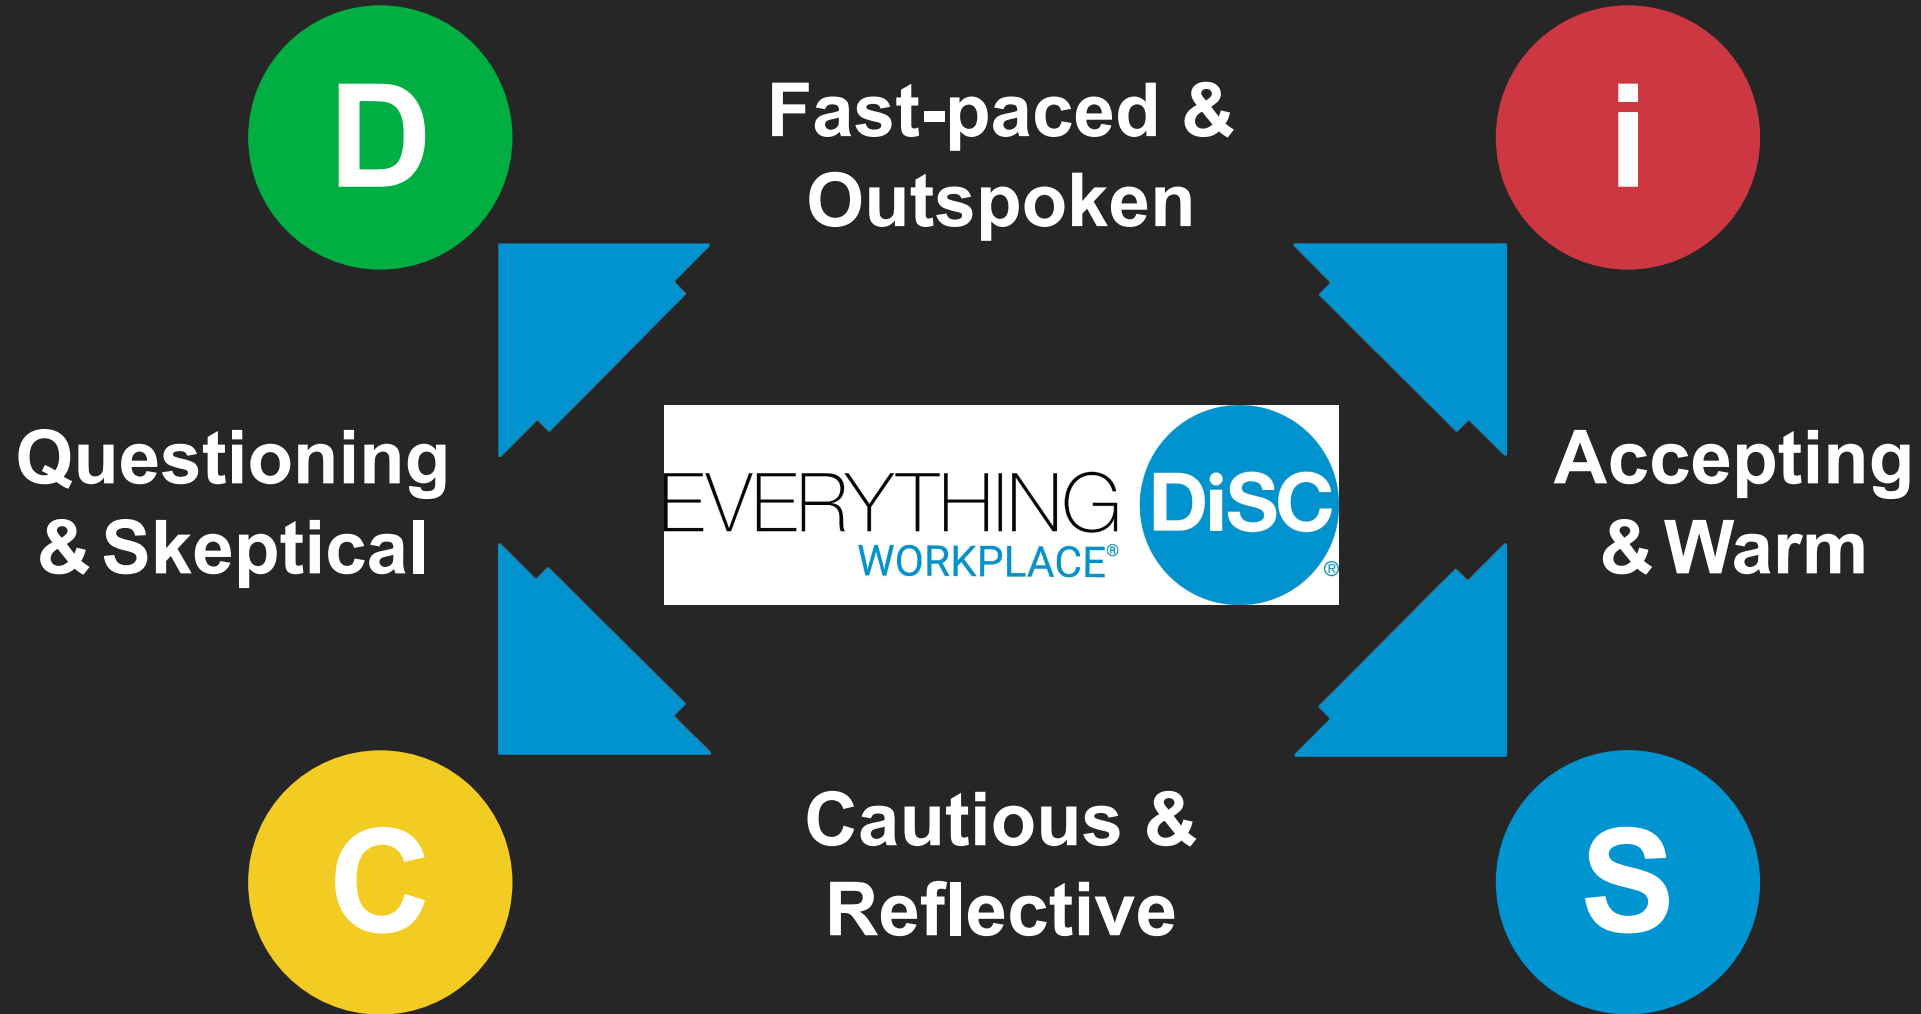 D
Fast-paced &
Outspoken
i
Questioning
& Skeptical
EVERYTHING
WORKPLACE®
DiSC
®
Accepting
& Warm
C
Cautious &
Reflective
S